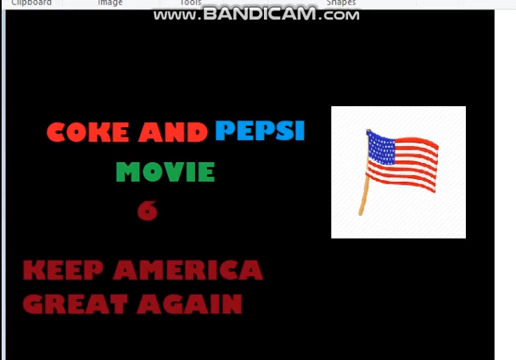 Clipboard Image Tools Shapes
www.BANDICAM.com
COKE AND PEPSI
MOVIE
6
KEEP AMERICA
GREAT AGAIN